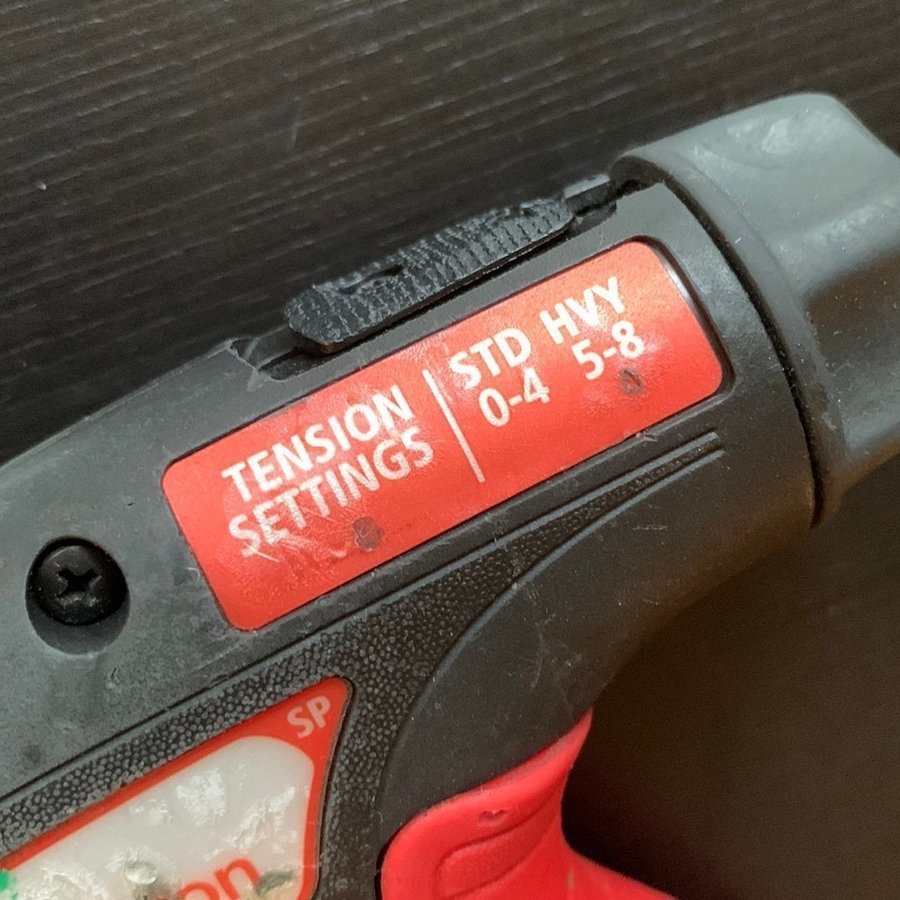 TENSION
SETTINGS
STD HVY
0-4 5-8
SP